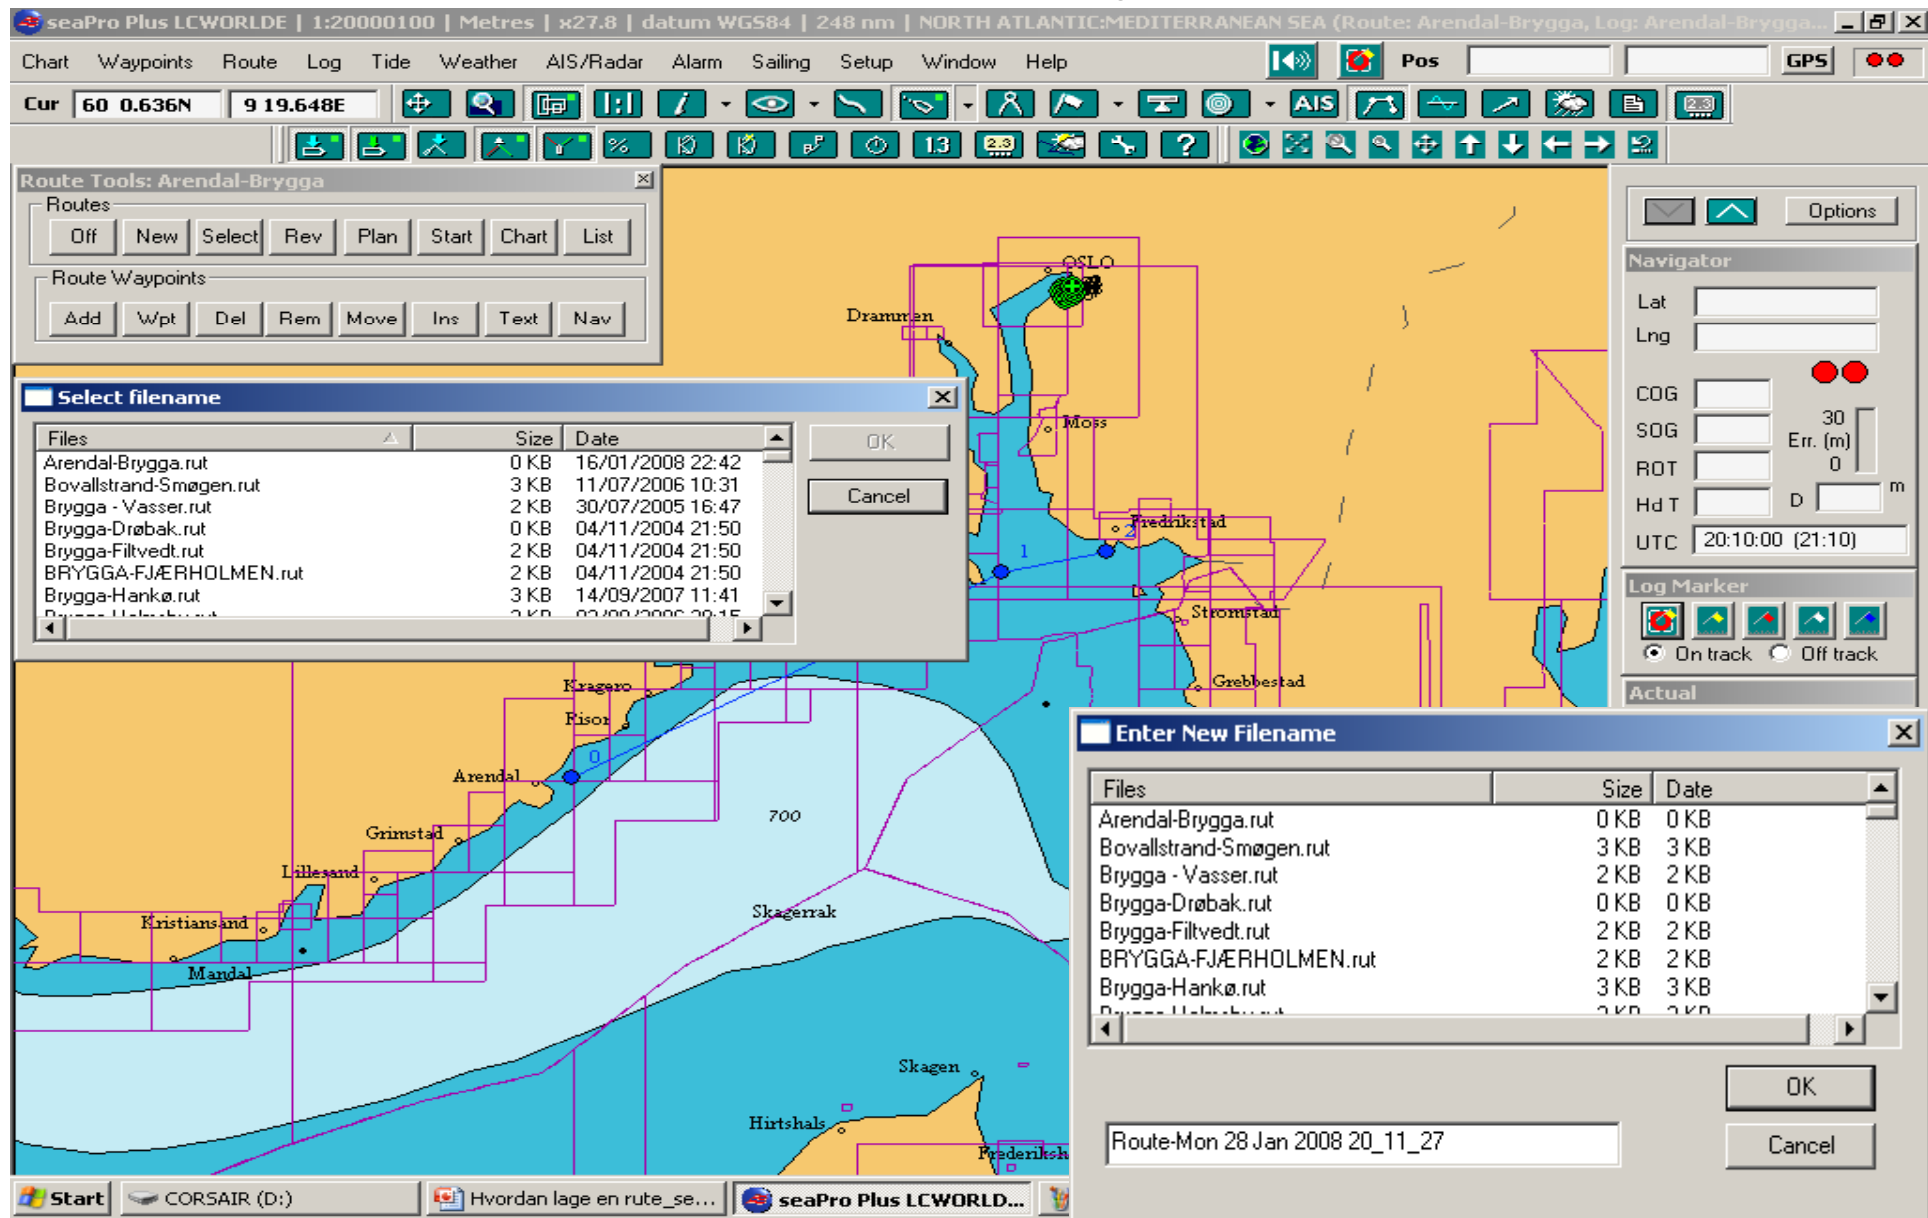 seaPro Plus LCWORLDE | 1:20000100 | Metres | x27.8 | datum WGS84 | 248 nm | NORTH ATLANTIC:MEDITERRANEAN SEA (Route: Arendal-Brygga, Log: Arendal-Brygga...
Chart Waypoints Route Log Tide Weather AIS/Radar Alarm Sailing Setup Window Help Pos GPS
Cur 60 0.636N 9 19.648E AIS 2.3
% 1.3 2.3 ?
Route Tools: Arendal-Brygga
Routes
Off New Select Rev Plan Start Chart List
Route Waypoints
Add Wpt Del Rem Move Ins Text Nav
Select filename
Files Size Date
Arendal-Brygga.rut 0 KB 16/01/2008 22:42
Bovallstrand-Smøgen.rut 3 KB 11/07/2006 10:31
Brygga - Vasser.rut 2 KB 30/07/2005 16:47
Brygga-Drøbak.rut 0 KB 04/11/2004 21:50
Brygga-Filtvedt.rut 2 KB 04/11/2004 21:50
BRYGGA-FJÆRHOLMEN.rut 2 KB 04/11/2004 21:50
Brygga-Hankø.rut 3 KB 14/09/2007 11:41
OK
Cancel
OSLO
Drammen
Moss
Fredrikstad
2
1
Stromstad
Grebbestad
Kragero
Risor
0
Arendal
Grimstad
Lillesand
Kristiansand
Mandal
700
Skagerrak
Skagen
Hirtshals
Options
Navigator
Lat
Lng
COG
SOG
ROT
Hd T
30
Err. (m)
0
D m
UTC 20:10:00 (21:10)
Log Marker
On track Off track
Actual
Enter New Filename
Files Size Date
Arendal-Brygga.rut 0 KB 0 KB
Bovallstrand-Smøgen.rut 3 KB 3 KB
Brygga - Vasser.rut 2 KB 2 KB
Brygga-Drøbak.rut 0 KB 0 KB
Brygga-Filtvedt.rut 2 KB 2 KB
BRYGGA-FJÆRHOLMEN.rut 2 KB 2 KB
Brygga-Hankø.rut 3 KB 3 KB
OK
Route-Mon 28 Jan 2008 20_11_27
Cancel
Start CORSAIR (D:) Hvordan lage en rute_se... seaPro Plus LCWORLD...